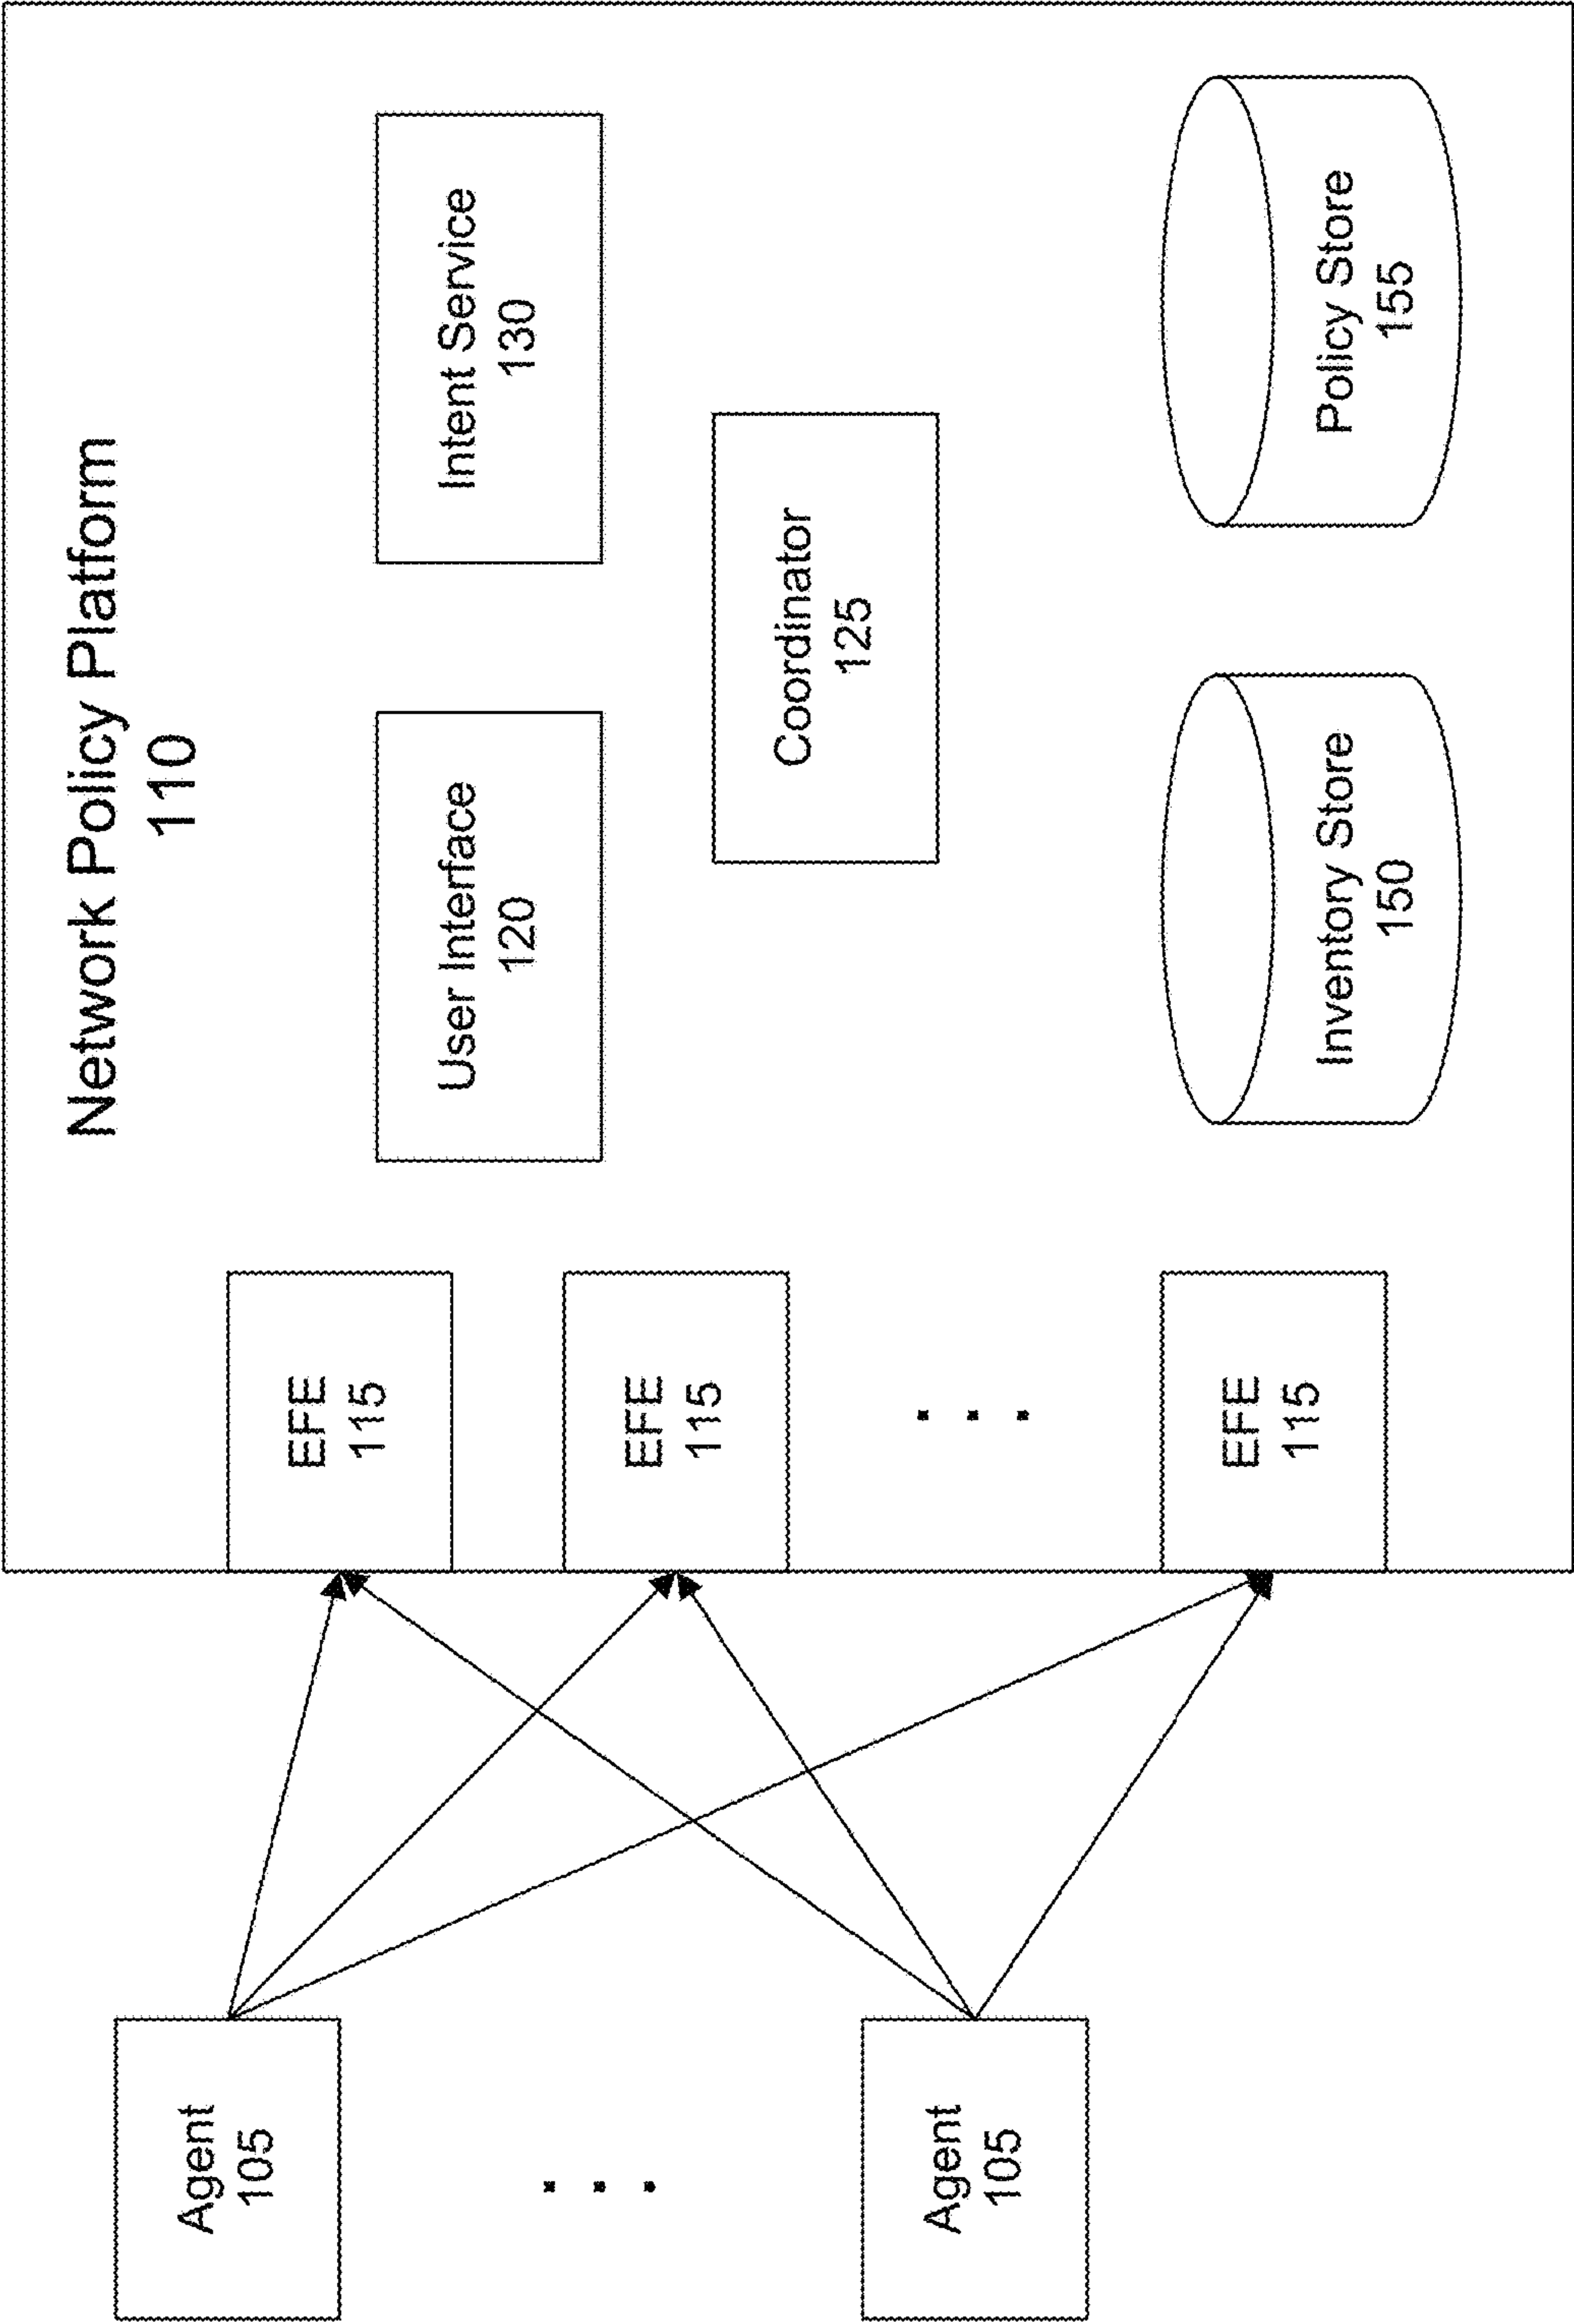 Network Policy Platform
110
Agent
105
. . .
Agent
105
EFE
115
EFE
115
. . .
EFE
115
User Interface
120
Intent Service
130
Coordinator
125
Inventory Store
150
Policy Store
155